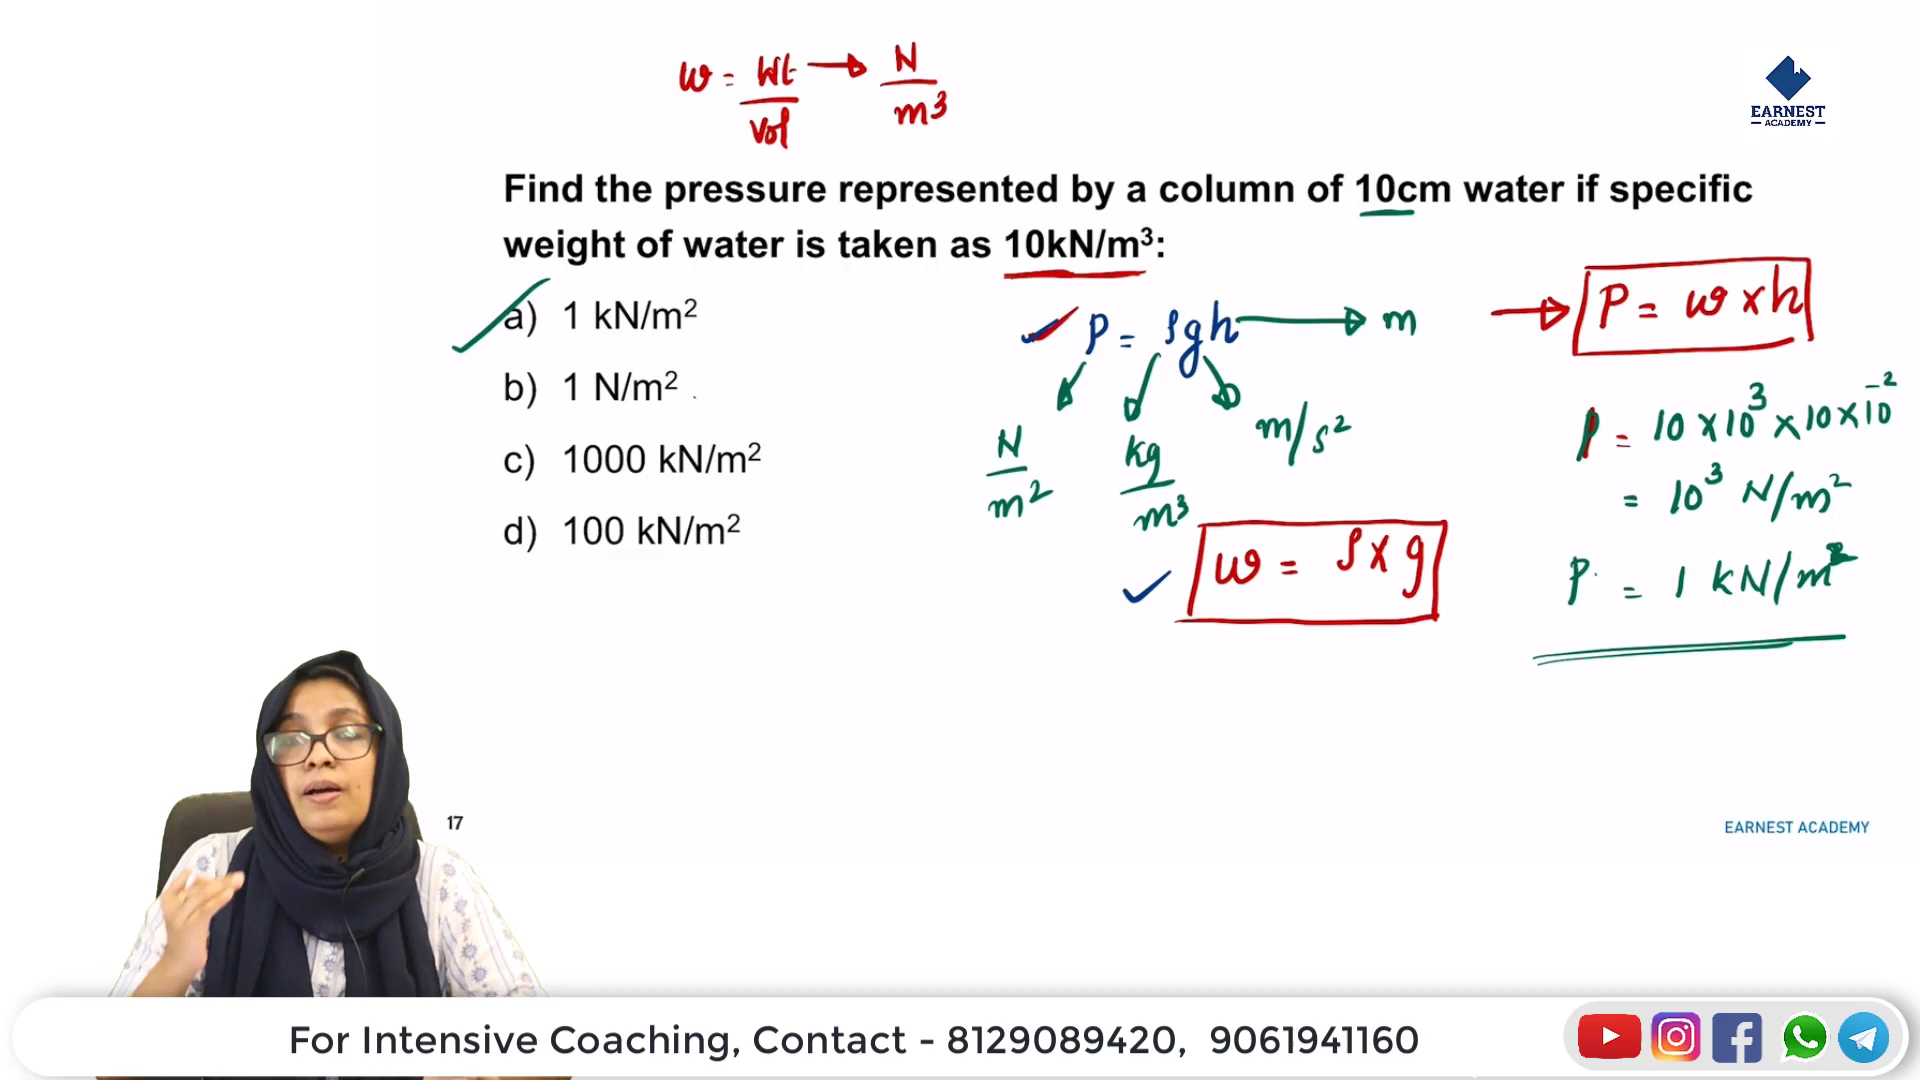 w = Wt/Vol → N/m³
EARNEST
ACADEMY
Find the pressure represented by a column of 10cm water if specific
weight of water is taken as 10kN/m³:
a) 1 kN/m²
b) 1 N/m²
c) 1000 kN/m²
d) 100 kN/m²
P = ρgh → m
N/m²
kg/m³
m/s²
w = ρ x g
→ P = w x h
P = 10 x 10³ x 10 x 10⁻²
= 10³ N/m²
P = 1 kN/m²
17
EARNEST ACADEMY
For Intensive Coaching, Contact - 8129089420, 9061941160